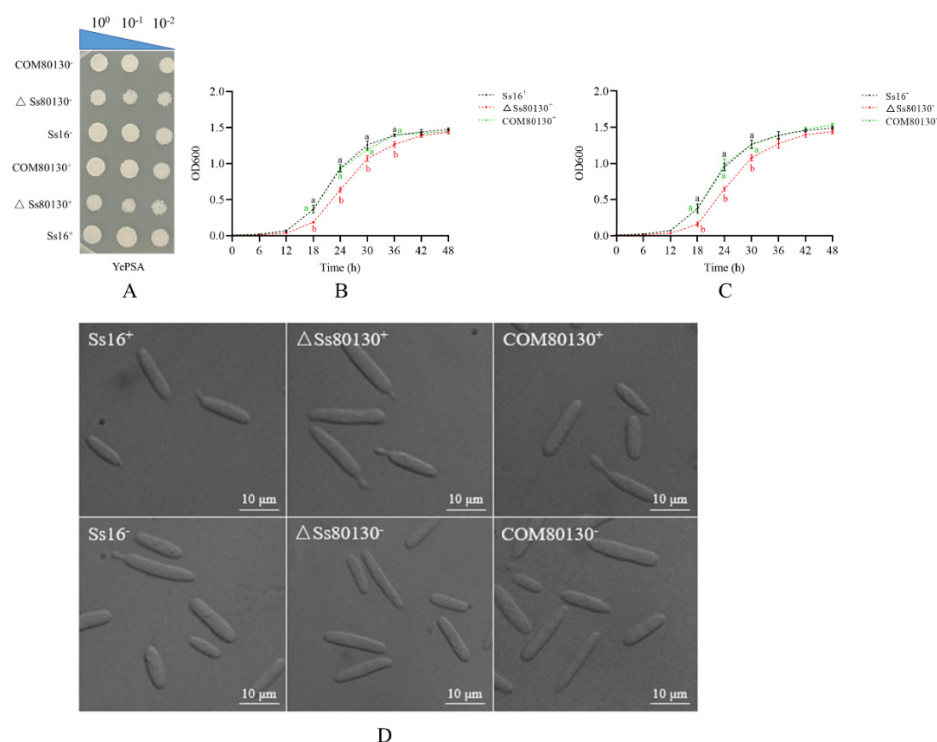 10⁰ 10⁻¹ 10⁻²
COM80130⁻
△Ss80130⁻
Ss16⁻
COM80130⁺
△Ss80130⁺
Ss16⁺
YePSA
A
Ss16⁺
△Ss80130⁺
COM80130⁺
OD600
2.0
1.5
1.0
0.5
0.0
a a a a
a a a a
b b b b
0 6 12 18 24 30 36 42 48
Time (h)
B
Ss16⁻
△Ss80130⁻
COM80130⁻
OD600
2.0
1.5
1.0
0.5
0.0
a a a
a a a
b b b
0 6 12 18 24 30 36 42 48
Time (h)
C
Ss16⁺ △Ss80130⁺ COM80130⁺
10 μm 10 μm 10 μm
Ss16⁻ △Ss80130⁻ COM80130⁻
10 μm 10 μm 10 μm
D